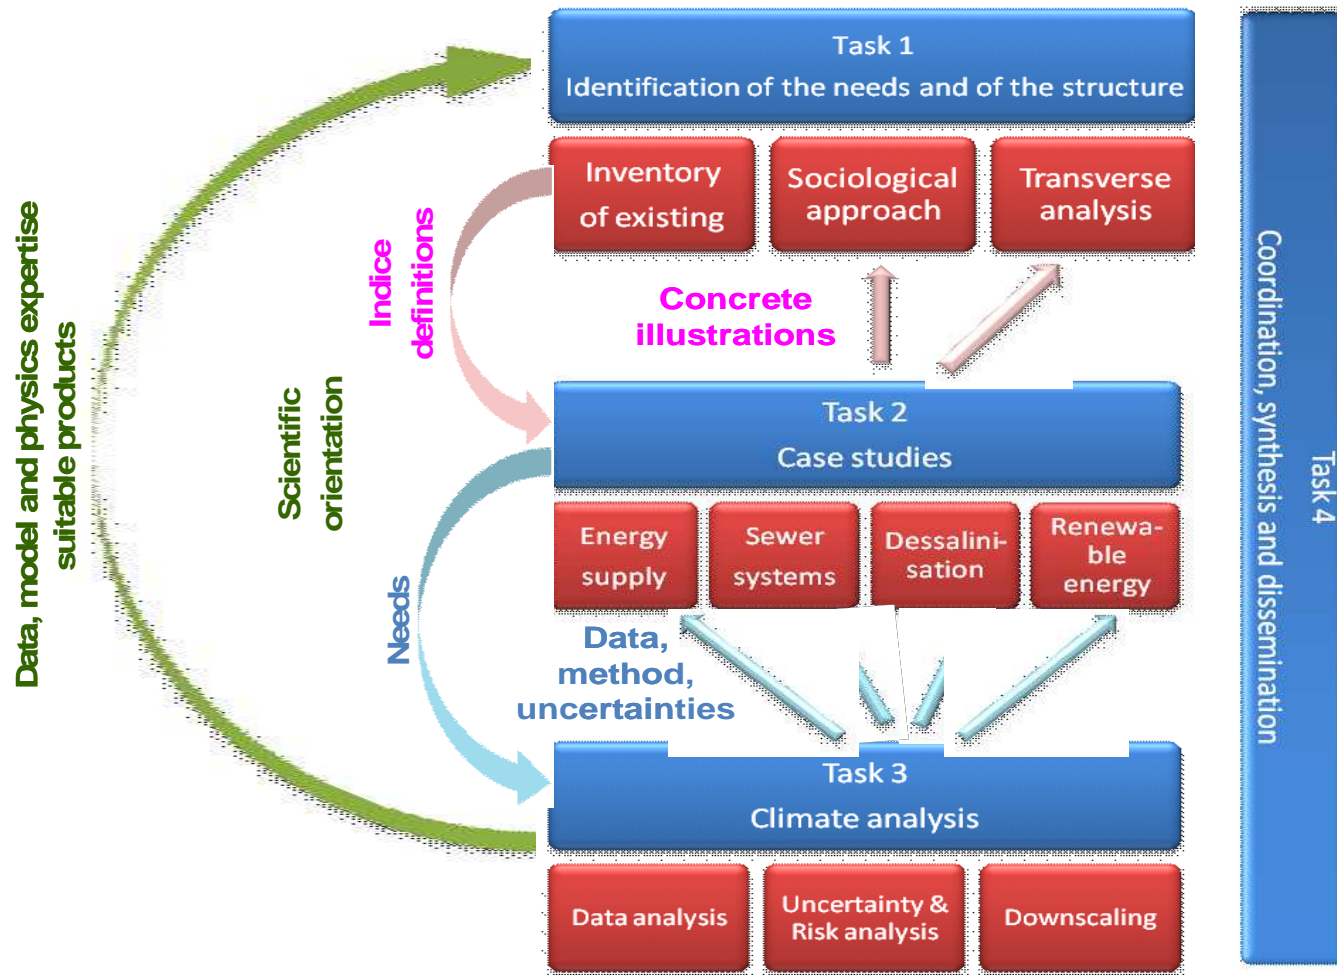 Task 1
Identification of the needs and of the structure
Inventory
of existing
Sociological
approach
Transverse
analysis
Indice
definitions
Concrete
illustrations
Data, model and physics expertise
suitable products
Scientific
orientation
Task 2
Case studies
Energy
supply
Sewer
systems
Dessalini-
sation
Renewa-
ble
energy
Needs
Data,
method,
uncertainties
Task 3
Climate analysis
Data analysis
Uncertainty &
Risk analysis
Downscaling
Task 4
Coordination, synthesis and dissemination